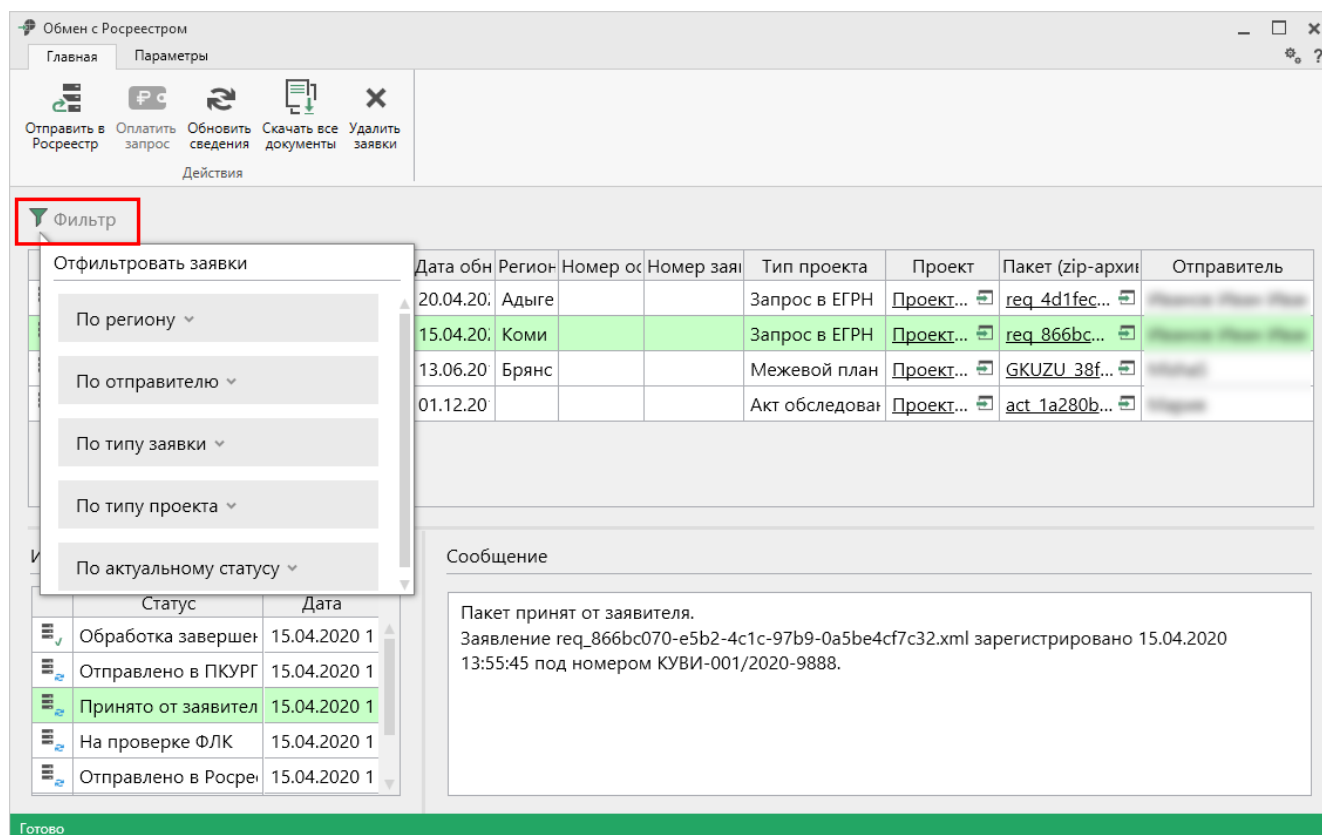 Обмен с Росреестром
Главная Параметры
Отправить в Росреестр
Оплатить запрос
Обновить сведения
Скачать все документы
Удалить заявки
Действия
Фильтр
Отфильтровать заявки
По региону
По отправителю
По типу заявки
По типу проекта
По актуальному статусу
Дата обн Регион Номер ос Номер заяв Тип проекта Проект Пакет (zip-архив Отправитель
20.04.20 Адыге Запрос в ЕГРН Проект... req_4d1fec...
15.04.20 Коми Запрос в ЕГРН Проект... req_866bc...
13.06.20 Брянс Межевой план Проект... GKUZU_38f...
01.12.20 Акт обследован Проект... act_1a280b...
Статус Дата
Обработка завершен 15.04.2020 1
Отправлено в ПКУРП 15.04.2020 1
Принято от заявител 15.04.2020 1
На проверке ФЛК 15.04.2020 1
Отправлено в Росре 15.04.2020 1
Сообщение
Пакет принят от заявителя.
Заявление req_866bc070-e5b2-4c1c-97b9-0a5be4cf7c32.xml зарегистрировано 15.04.2020
13:55:45 под номером КУВИ-001/2020-9888.
Готово